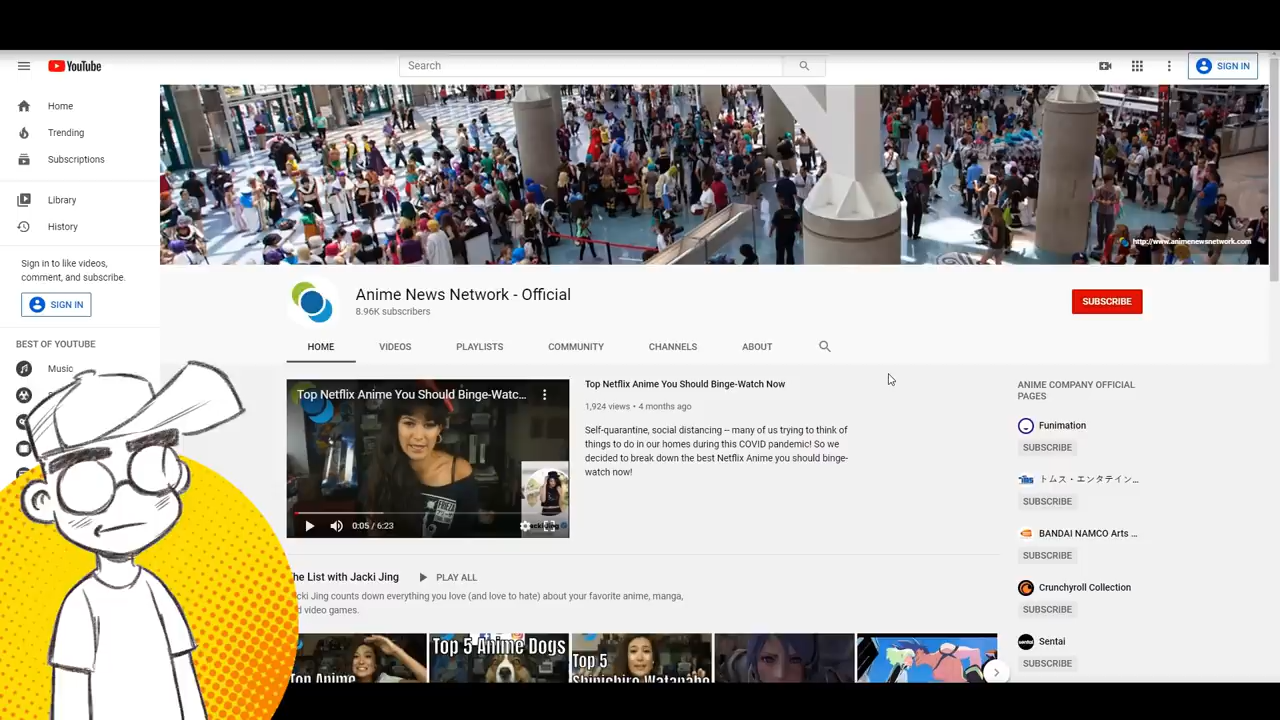 YouTube
Search
SIGN IN
Home
Trending
Subscriptions
Library
History
Sign in to like videos,
comment, and subscribe.
SIGN IN
BEST OF YOUTUBE
Music
http://www.animenewsnetwork.com
Anime News Network - Official
8.96K subscribers
SUBSCRIBE
HOME
VIDEOS
PLAYLISTS
COMMUNITY
CHANNELS
ABOUT
Top Netflix Anime You Should Binge-Watc...
0:05 / 6:23
Top Netflix Anime You Should Binge-Watch Now
1,924 views • 4 months ago
Self-quarantine, social distancing -- many of us trying to think of
things to do in our homes during this COVID pandemic! So we
decided to break down the best Netflix Anime you should binge-
watch now!
ANIME COMPANY OFFICIAL
PAGES
Funimation
SUBSCRIBE
トムス・エンタテイン...
SUBSCRIBE
BANDAI NAMCO Arts ...
SUBSCRIBE
Crunchyroll Collection
SUBSCRIBE
Sentai
SUBSCRIBE
he List with Jacki Jing
PLAY ALL
cki Jing counts down everything you love (and love to hate) about your favorite anime, manga,
d video games.
Top Anime
Top 5 Anime Dogs
Top 5
Shinichiro Watanabe